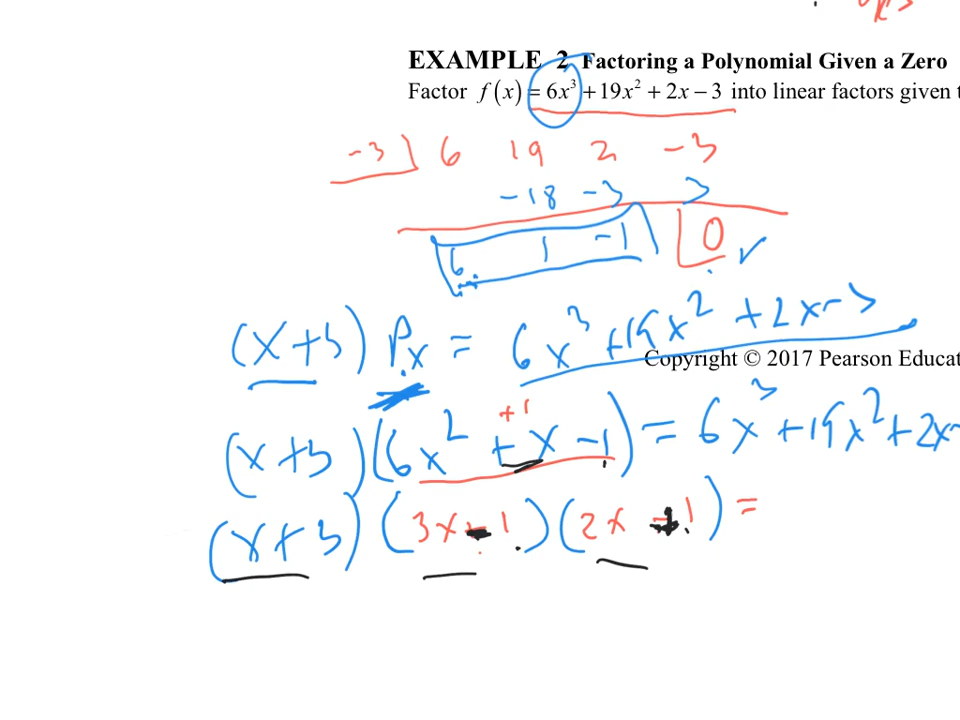 EXAMPLE 2 Factoring a Polynomial Given a Zero
Factor f(x) = 6x³ + 19x² + 2x − 3 into linear factors given t
-3 6 19 2 -3
-18 -3 3
6 1 -1 0 ✓
(x+3) Px = 6x³ + 19x² + 2x - 3
Copyright © 2017 Pearson Educat
+1
(x+3)(6x² + x - 1) = 6x³ + 19x² + 2x-
(x+3)(3x - 1)(2x + 1) =